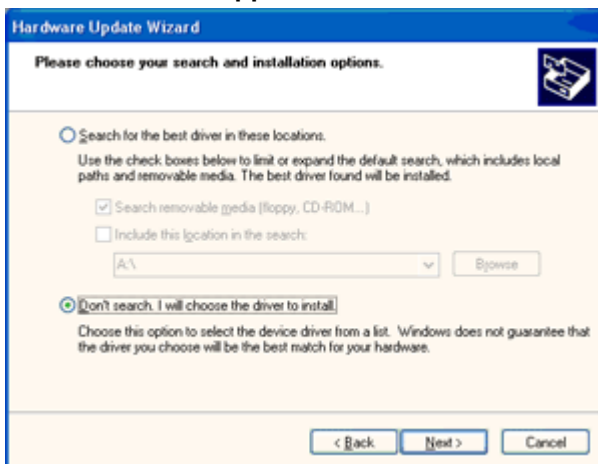 Hardware Update Wizard
Please choose your search and installation options.
Search for the best driver in these locations.
Use the check boxes below to limit or expand the default search, which includes local
paths and removable media. The best driver found will be installed.
Search removable media (floppy, CD-ROM...)
Include this location in the search:
A:\
Browse
Don't search. I will choose the driver to install.
Choose this option to select the device driver from a list. Windows does not guarantee that
the driver you choose will be the best match for your hardware.
< Back Next > Cancel